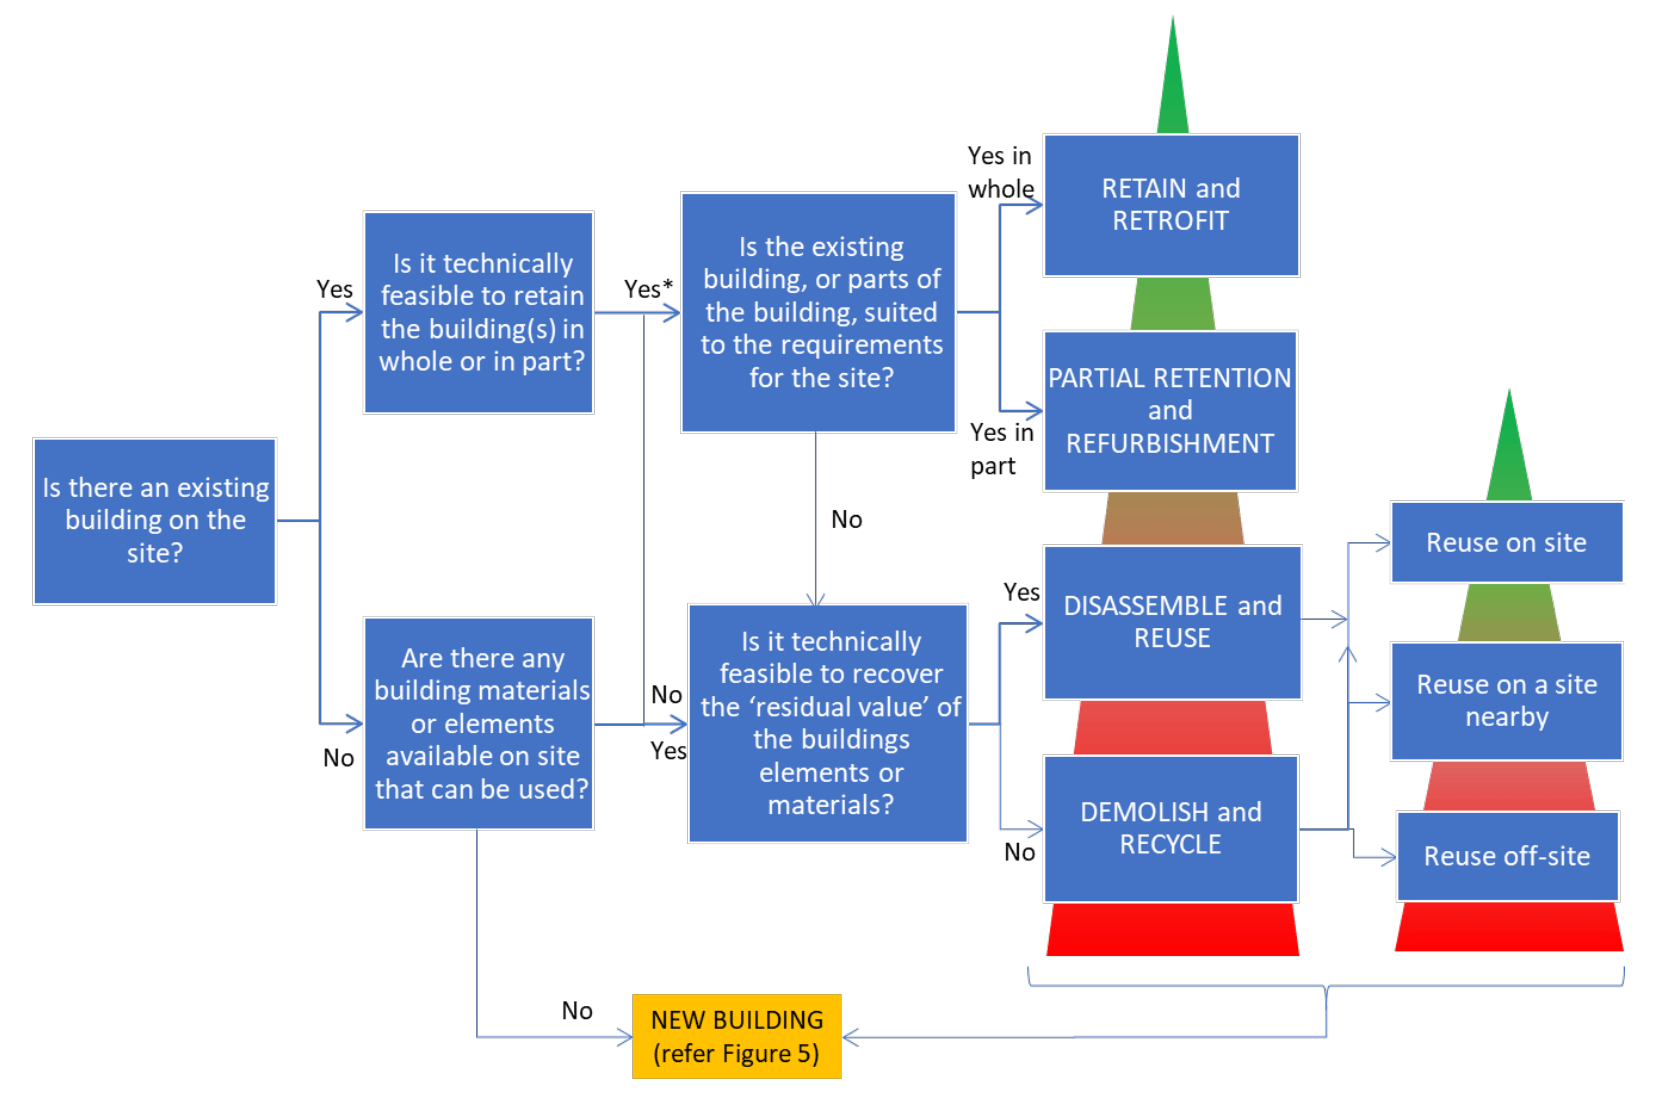 Is there an existing
building on the
site?
Yes
No
Is it technically
feasible to retain
the building(s) in
whole or in part?
Are there any
building materials
or elements
available on site
that can be used?
Yes*
No
Yes
Is the existing
building, or parts of
the building, suited
to the requirements
for the site?
No
Is it technically
feasible to recover
the ‘residual value’ of
the buildings
elements or
materials?
Yes in
whole
Yes in
part
Yes
No
RETAIN and
RETROFIT
PARTIAL RETENTION
and
REFURBISHMENT
DISASSEMBLE and
REUSE
DEMOLISH and
RECYCLE
Reuse on site
Reuse on a site
nearby
Reuse off-site
No
NEW BUILDING
(refer Figure 5)